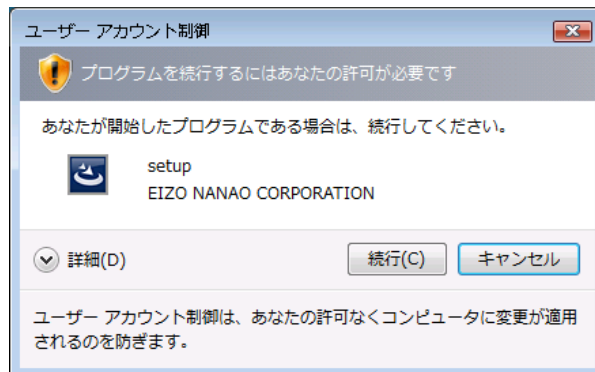 ユーザー アカウント制御
プログラムを続行するにはあなたの許可が必要です
あなたが開始したプログラムである場合は、続行してください。
setup
EIZO NANAO CORPORATION
詳細(D)
続行(C)
キャンセル
ユーザー アカウント制御は、あなたの許可なくコンピュータに変更が適用
されるのを防ぎます。